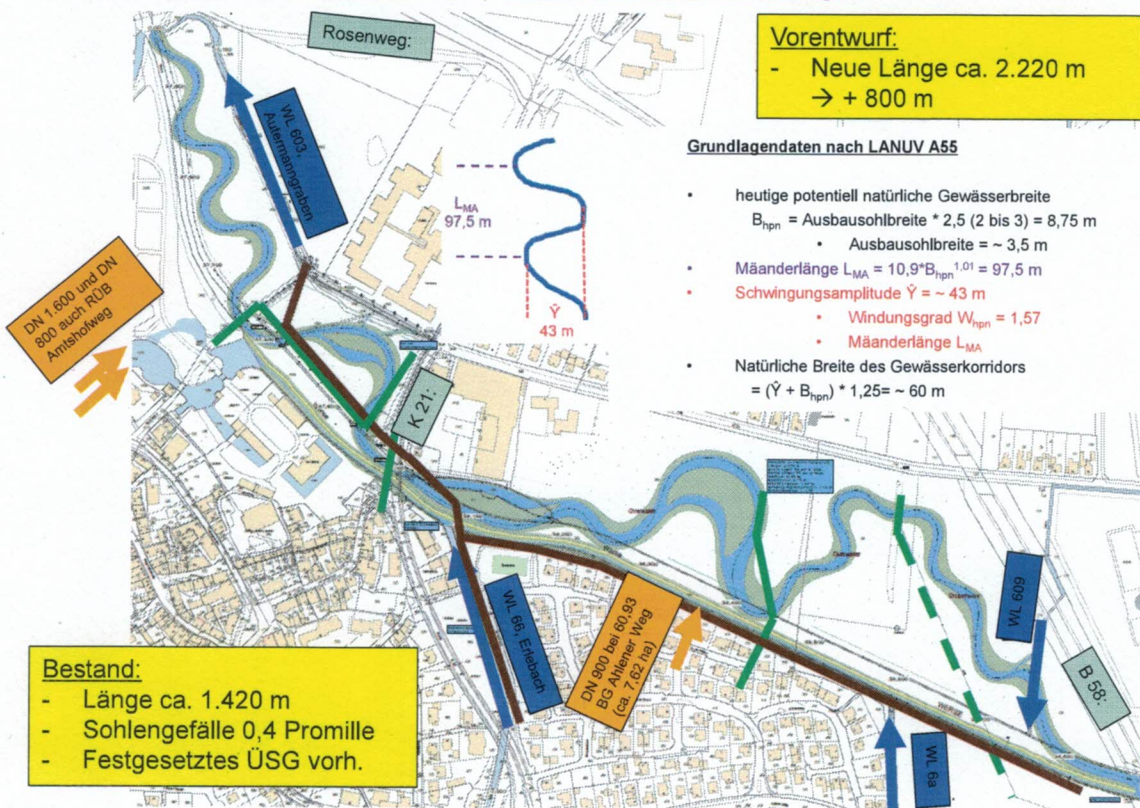 Rosenweg:
Vorentwurf:
- Neue Länge ca. 2.220 m
→ + 800 m
WL 603,
Autermanngraben
Grundlagendaten nach LANUV A55
• heutige potentiell natürliche Gewässerbreite
B_hpn = Ausbausohlbreite * 2,5 (2 bis 3) = 8,75 m
• Ausbausohlbreite = ~ 3,5 m
• Mäanderlänge L_MA = 10,9*B_hpn^1,01 = 97,5 m
• Schwingungsamplitude Ŷ = ~ 43 m
• Windungsgrad W_hpn = 1,57
• Mäanderlänge L_MA
• Natürliche Breite des Gewässerkorridors
= (Ŷ + B_hpn) * 1,25= ~ 60 m
L_MA
97,5 m
Ŷ
43 m
DN 1.600 und DN
800 auch RÜB
Amtshofweg
K 21:
WL 66, Erlebach
DN 900 bei 60,93
BG Ahlener Weg
(ca. 7,62 ha)
WL 609
B 58:
WL 6a
Bestand:
- Länge ca. 1.420 m
- Sohlengefälle 0,4 Promille
- Festgesetztes ÜSG vorh.